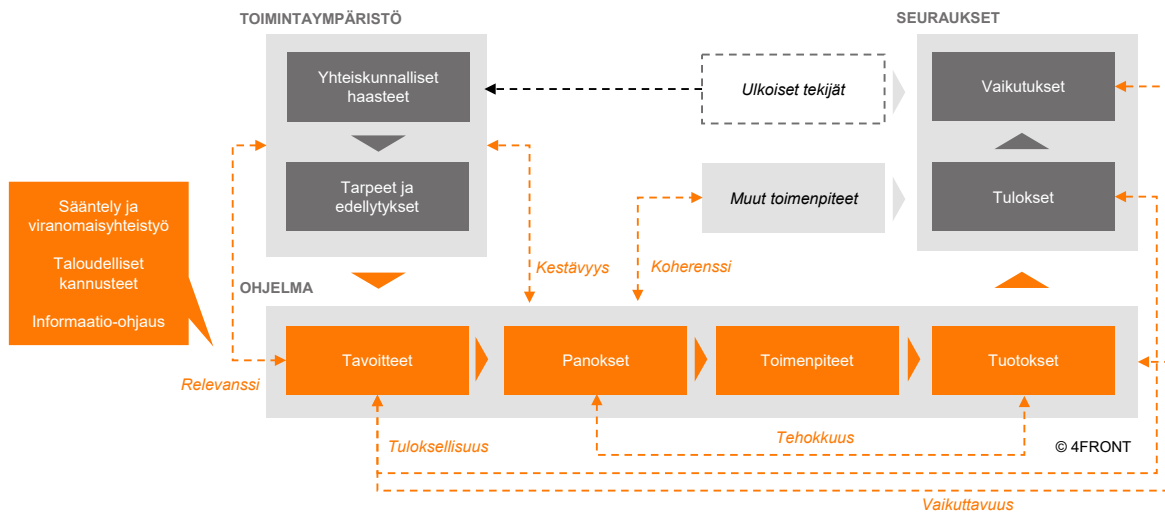 TOIMINTAYMPÄRISTÖ
SEURAUKSET
Yhteiskunnalliset
haasteet
Ulkoiset tekijät
Vaikutukset
Tarpeet ja
edellytykset
Muut toimenpiteet
Tulokset
Sääntely ja
viranomaisyhteistyö
Taloudelliset
kannusteet
Informaatio-ohjaus
Kestävyys
Koherenssi
OHJELMA
Tavoitteet
Panokset
Toimenpiteet
Tuotokset
Relevanssi
Tuloksellisuus
Tehokkuus
© 4FRONT
Vaikuttavuus